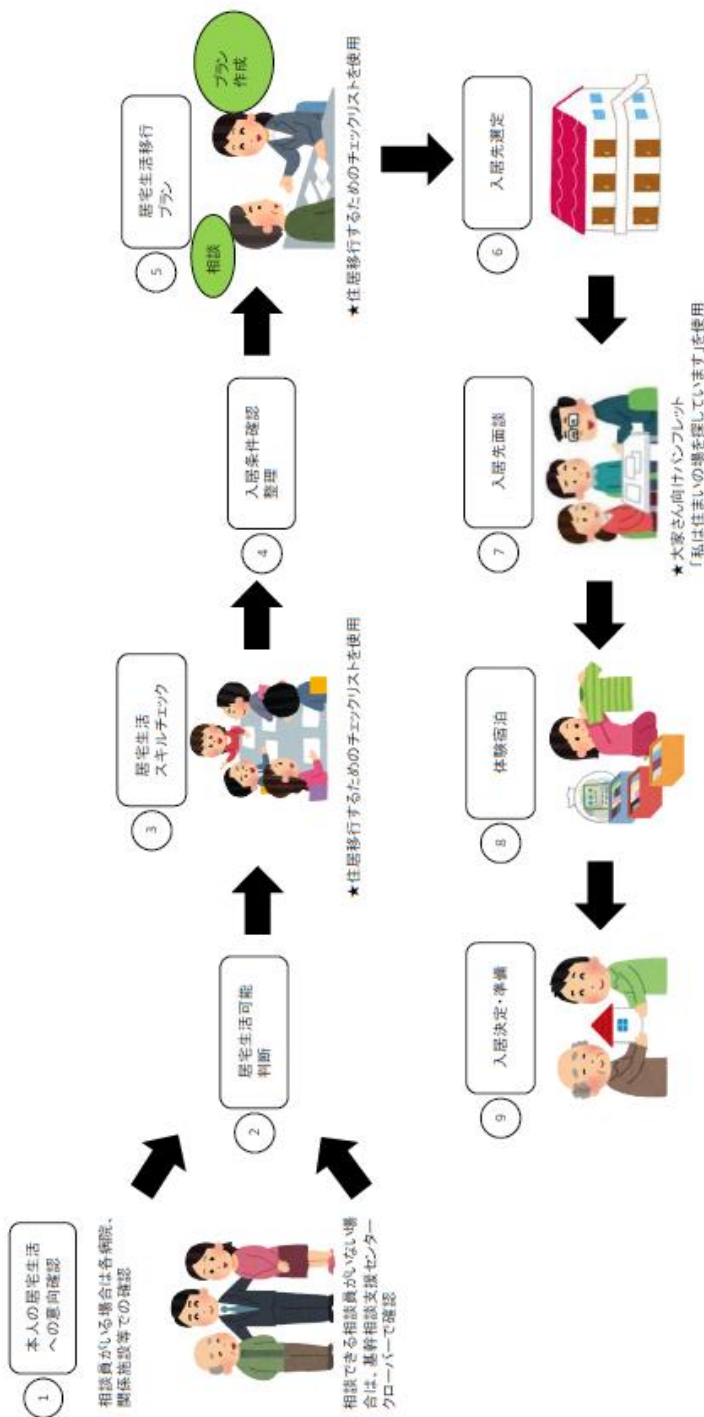 1
本人の居宅生活
への意向確認
相談員がいる場合は各病院、
関係施設等での確認
相談できる相談員がいない場
合は、基幹相談支援センター
クローバーで確認
2
居宅生活可能
判断
3
居宅生活
スキルチェック
★住居移行するためのチェックリストを使用
4
入居条件確認
整理
5
居宅生活移行
プラン
相談
プラン
作成
★住居移行するためのチェックリストを使用
6
入居先選定
7
入居先面談
★大家さん向けパンフレット
「私は住まいの場を探しています」を使用
8
体験宿泊
9
入居決定・準備